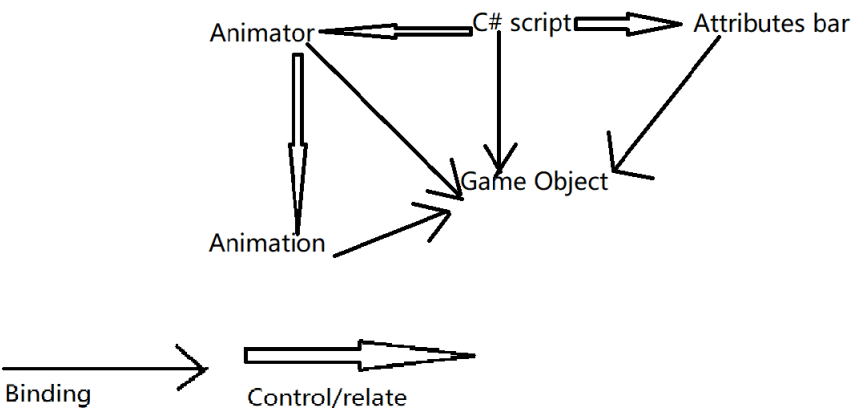 Animator
C# script
Attributes bar
Game Object
Animation
Binding
Control/relate